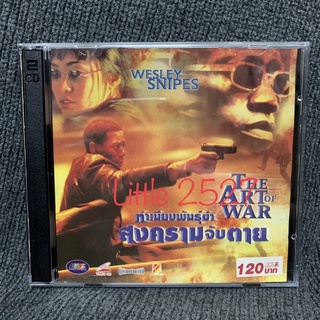 WESLEY
SNIPES
Little 252
THE
ART OF
WAR
ทำเนียบพันธุ์ฆ่า
สงครามจับตาย
120 บาท